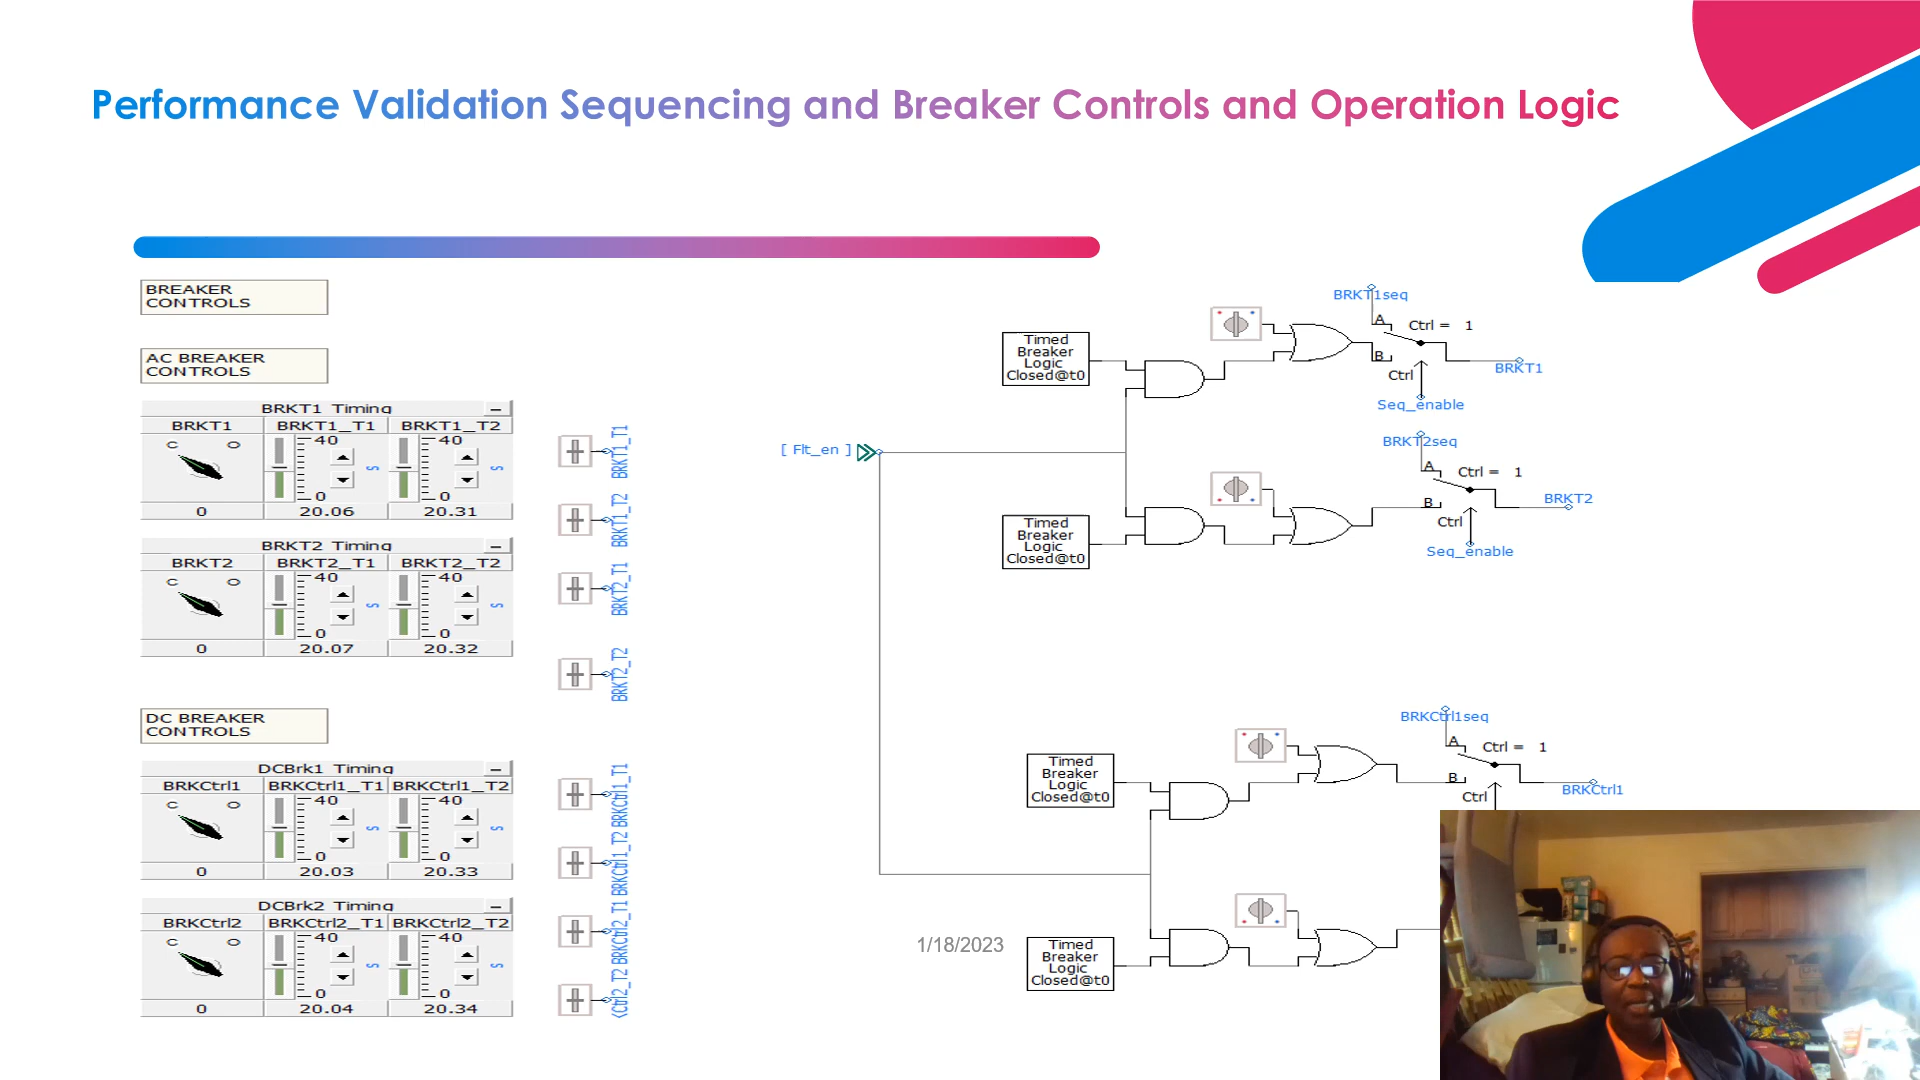 Performance Validation Sequencing and Breaker Controls and Operation Logic
BREAKER
CONTROLS
AC BREAKER
CONTROLS
BRKT1 Timing
BRKT1 BRKT1_T1 BRKT1_T2
C O 40 40
S S
0 0
0 20.06 20.31
BRKT2 Timing
BRKT2 BRKT2_T1 BRKT2_T2
C O 40 40
S S
0 0
0 20.07 20.32
DC BREAKER
CONTROLS
DCBrk1 Timing
BRKCtrl1 BRKCtrl1_T1 BRKCtrl1_T2
C O 40 40
S S
0 0
0 20.03 20.33
DCBrk2 Timing
BRKCtrl2 BRKCtrl2_T1 BRKCtrl2_T2
C O 40 40
S S
0 0
0 20.04 20.34
BRKT1_T1
BRKT1_T2
BRKT2_T1
BRKT2_T2
BRKCtrl1_T1
BRKCtrl1_T2
BRKCtrl2_T1
Ctrl2_T2
[ Flt_en ]
Timed
Breaker
Logic
Closed@t0
BRKT1seq
A
Ctrl = 1
B
Ctrl
BRKT1
Seq_enable
Timed
Breaker
Logic
Closed@t0
BRKT2seq
A
Ctrl = 1
B
Ctrl
BRKT2
Seq_enable
Timed
Breaker
Logic
Closed@t0
BRKCtrl1seq
A
Ctrl = 1
B
Ctrl
BRKCtrl1
Timed
Breaker
Logic
Closed@t0
1/18/2023